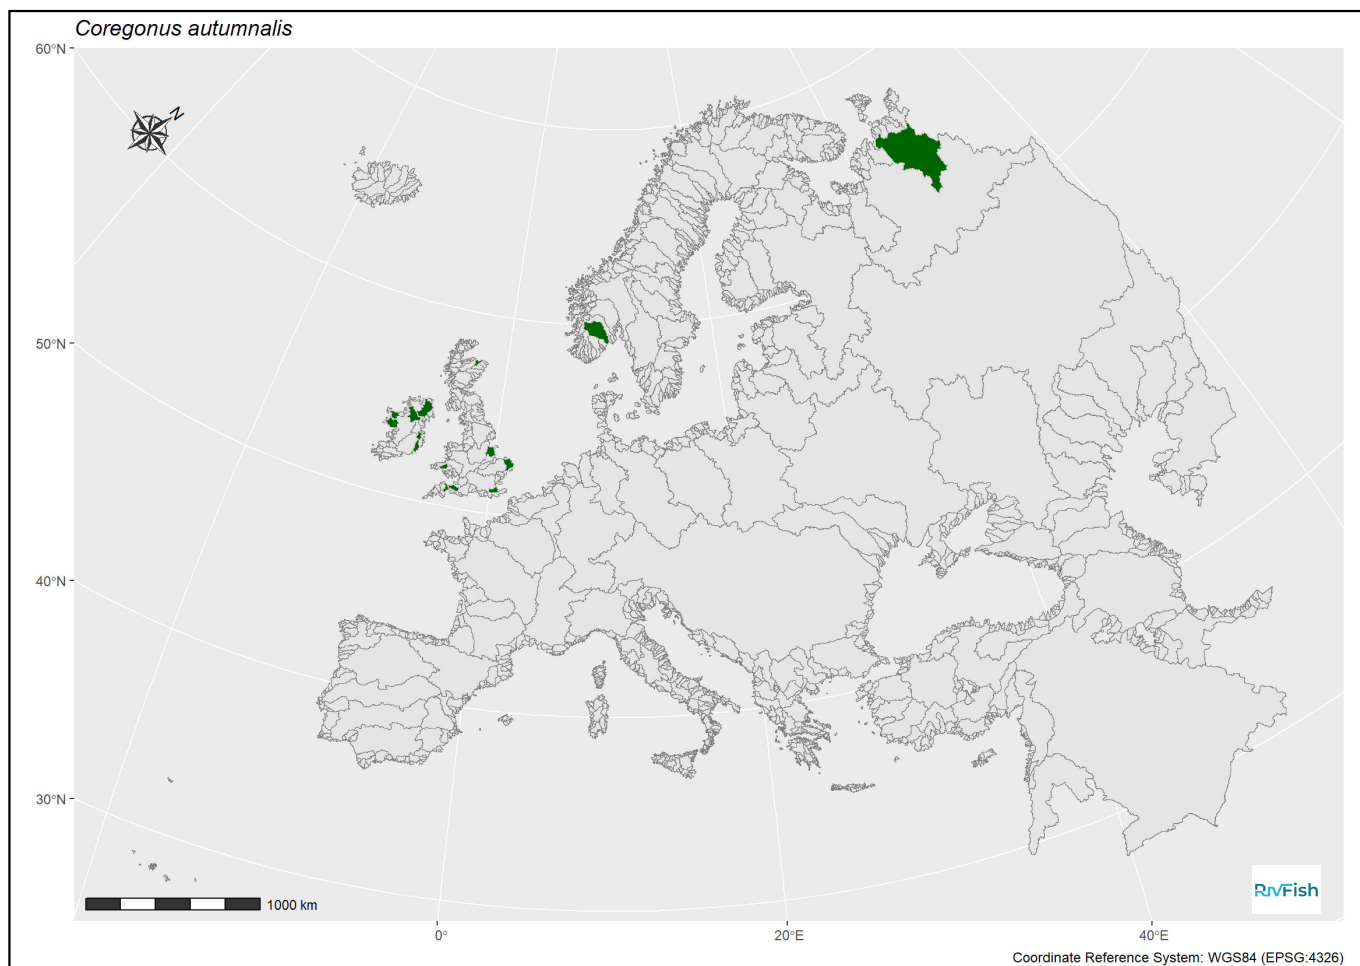 Coregonus autumnalis
60°N
N
50°N
40°N
30°N
1000 km
RIVFISH
0°
20°E
40°E
Coordinate Reference System: WGS84 (EPSG:4326)